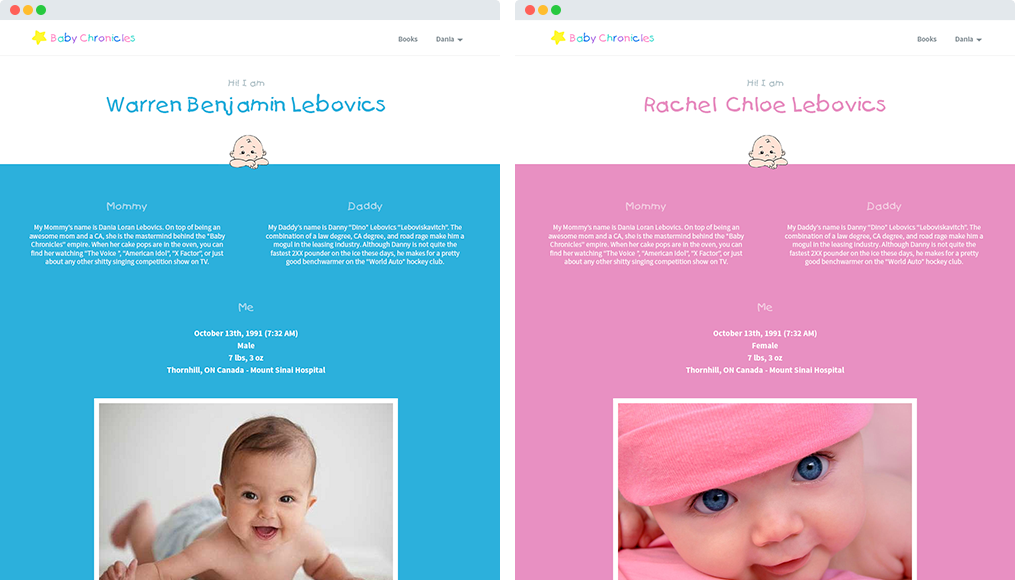 Baby Chronicles
Books
Dania
Hi! I am
Warren Benjamin Lebovics
Mommy
My Mommy's name is Dania Loran Lebovics. On top of being an
awesome mom and a CA, she is the mastermind behind the "Baby
Chronicles" empire. When her cake pops are in the oven, you can
find her watching "The Voice ", "American Idol", "X Factor", or just
about any other shitty singing competition show on TV.
Daddy
My Daddy's name is Danny "Dino" Lebovics "Leboviskavitch". The
combination of a law degree, CA degree, and road rage make him a
mogul in the leasing industry. Although Danny is not quite the
fastest 2XX pounder on the ice these days, he makes for a pretty
good benchwarmer on the "World Auto" hockey club.
Me
October 13th, 1991 (7:32 AM)
Male
7 lbs, 3 oz
Thornhill, ON Canada - Mount Sinai Hospital
Baby Chronicles
Books
Dania
Hi! I am
Rachel Chloe Lebovics
Mommy
My Mommy's name is Dania Loran Lebovics. On top of being an
awesome mom and a CA, she is the mastermind behind the "Baby
Chronicles" empire. When her cake pops are in the oven, you can
find her watching "The Voice ", "American Idol", "X Factor", or just
about any other shitty singing competition show on TV.
Daddy
My Daddy's name is Danny "Dino" Lebovics "Leboviskavitch". The
combination of a law degree, CA degree, and road rage make him a
mogul in the leasing industry. Although Danny is not quite the
fastest 2XX pounder on the ice these days, he makes for a pretty
good benchwarmer on the "World Auto" hockey club.
Me
October 13th, 1991 (7:32 AM)
Female
7 lbs, 3 oz
Thornhill, ON Canada - Mount Sinai Hospital